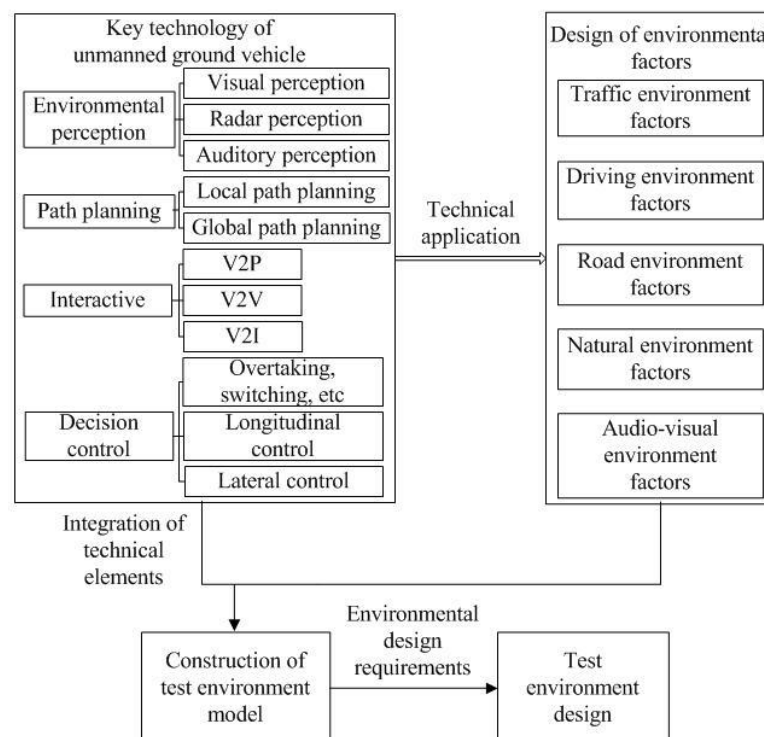 Key technology of
unmanned ground vehicle
Environmental
perception
Visual perception
Radar perception
Auditory perception
Path planning
Local path planning
Global path planning
Interactive
V2P
V2V
V2I
Decision
control
Overtaking,
switching, etc
Longitudinal
control
Lateral control
Technical
application
Design of environmental
factors
Traffic environment
factors
Driving environment
factors
Road environment
factors
Natural environment
factors
Audio-visual
environment
factors
Integration of
technical
elements
Construction of
test environment
model
Environmental
design
requirements
Test
environment
design